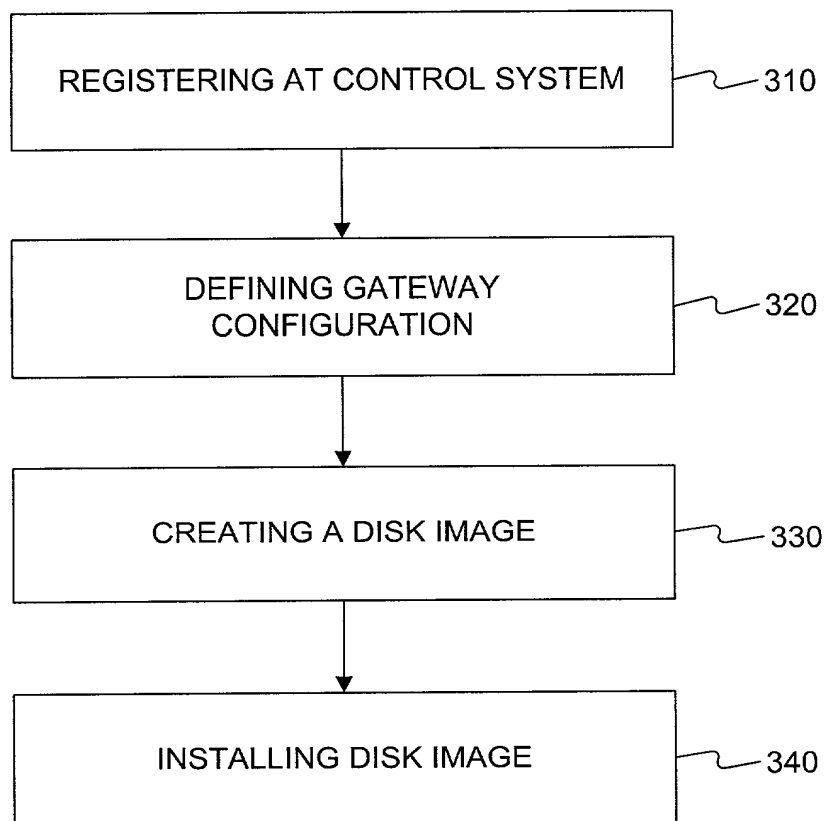 REGISTERING AT CONTROL SYSTEM
310
DEFINING GATEWAY
CONFIGURATION
320
CREATING A DISK IMAGE
330
INSTALLING DISK IMAGE
340